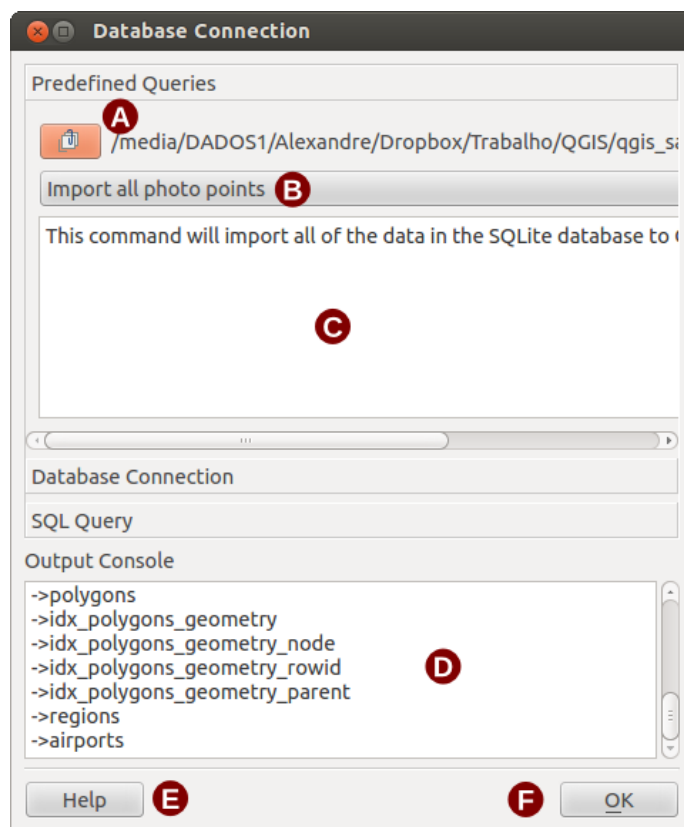 Database Connection
Predefined Queries
A
/media/DADOS1/Alexandre/Dropbox/Trabalho/QGIS/qgis_sa
Import all photo points B
This command will import all of the data in the SQLite database to
C
Database Connection
SQL Query
Output Console
->polygons
->idx_polygons_geometry
->idx_polygons_geometry_node
->idx_polygons_geometry_rowid
->idx_polygons_geometry_parent
->regions
->airports
D
Help E F OK